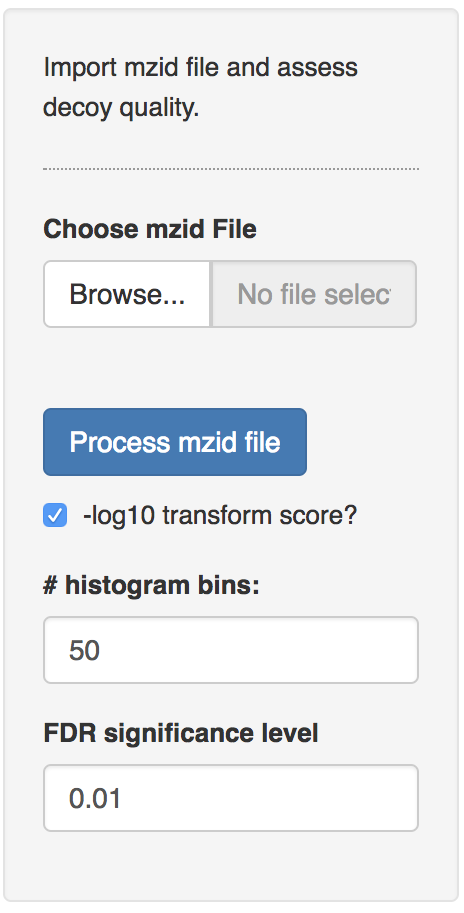 Import mzid file and assess
decoy quality.
Choose mzid File
Browse... No file selec
Process mzid file
-log10 transform score?
# histogram bins:
50
FDR significance level
0.01